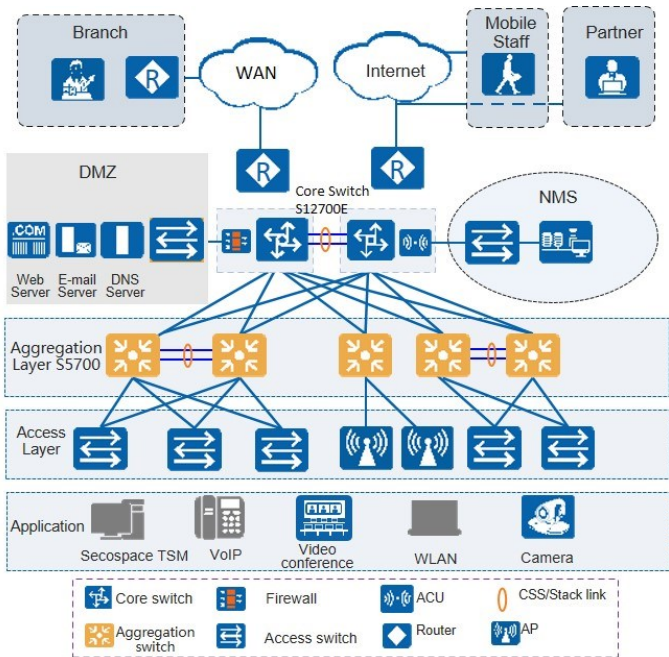 Branch
WAN
Internet
Mobile
Staff
Partner
R
R
R
DMZ
Core Switch
S12700E
NMS
.COM
Web
Server
E-mail
Server
DNS
Server
Aggregation
Layer S5700
Access
Layer
Application
Secospace TSM
VoIP
Video
conference
WLAN
Camera
Core switch
Firewall
ACU
CSS/Stack link
Aggregation
switch
Access switch
Router
AP